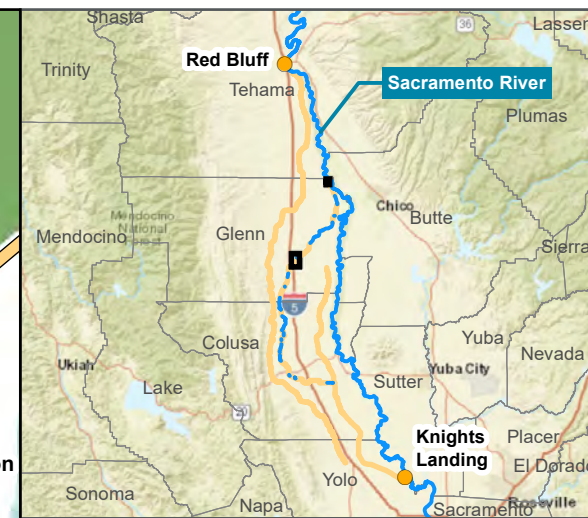 Shasta
36
Lassen
Trinity
Red Bluff
Tehama
Sacramento River
Plumas
Chico
Butte
Mendocino
National
Forest
Mendocino
Glenn
Sierra
5
Colusa
Yuba
Nevada
Ukiah
Yuba City
Lake
Sutter
20
Knights
Landing
Placer
on
El Dorado
Yolo
Sonoma
Napa
Sacramento
Roseville